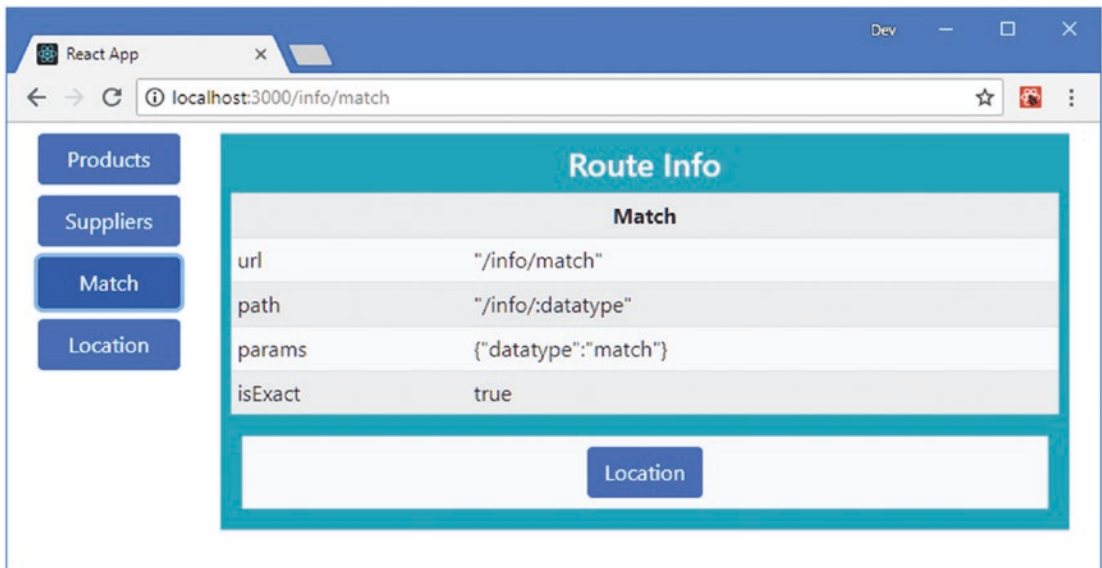 Dev
React App
localhost:3000/info/match
Products
Suppliers
Match
Location
Route Info
Match
url "/info/match"
path "/info/:datatype"
params {"datatype":"match"}
isExact true
Location